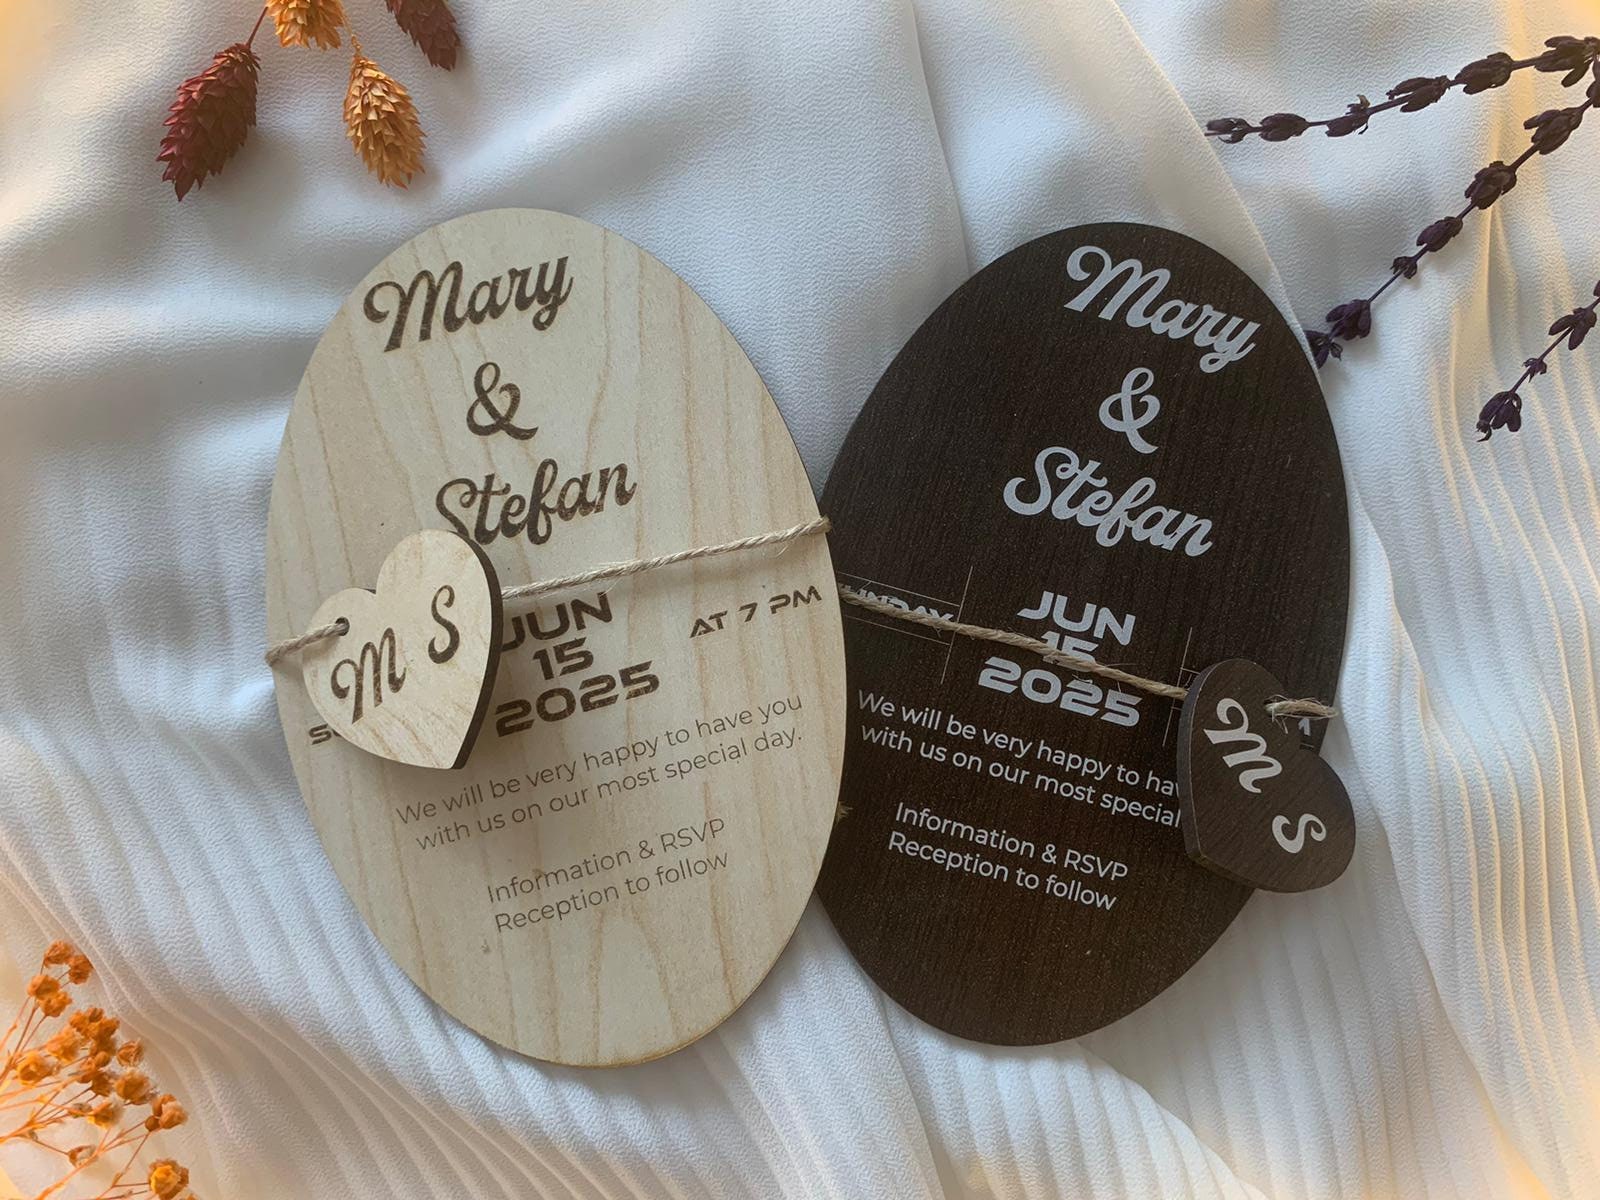 Mary
&
Stefan
JUN
15
2025
AT 7 PM
We will be very happy to have you
with us on our most special day.
Information & RSVP
Reception to follow
M S
Mary
&
Stefan
SUNDAY
JUN
15
2025
We will be very happy to
with us on our most special
Information & RSVP
Reception to follow
M S